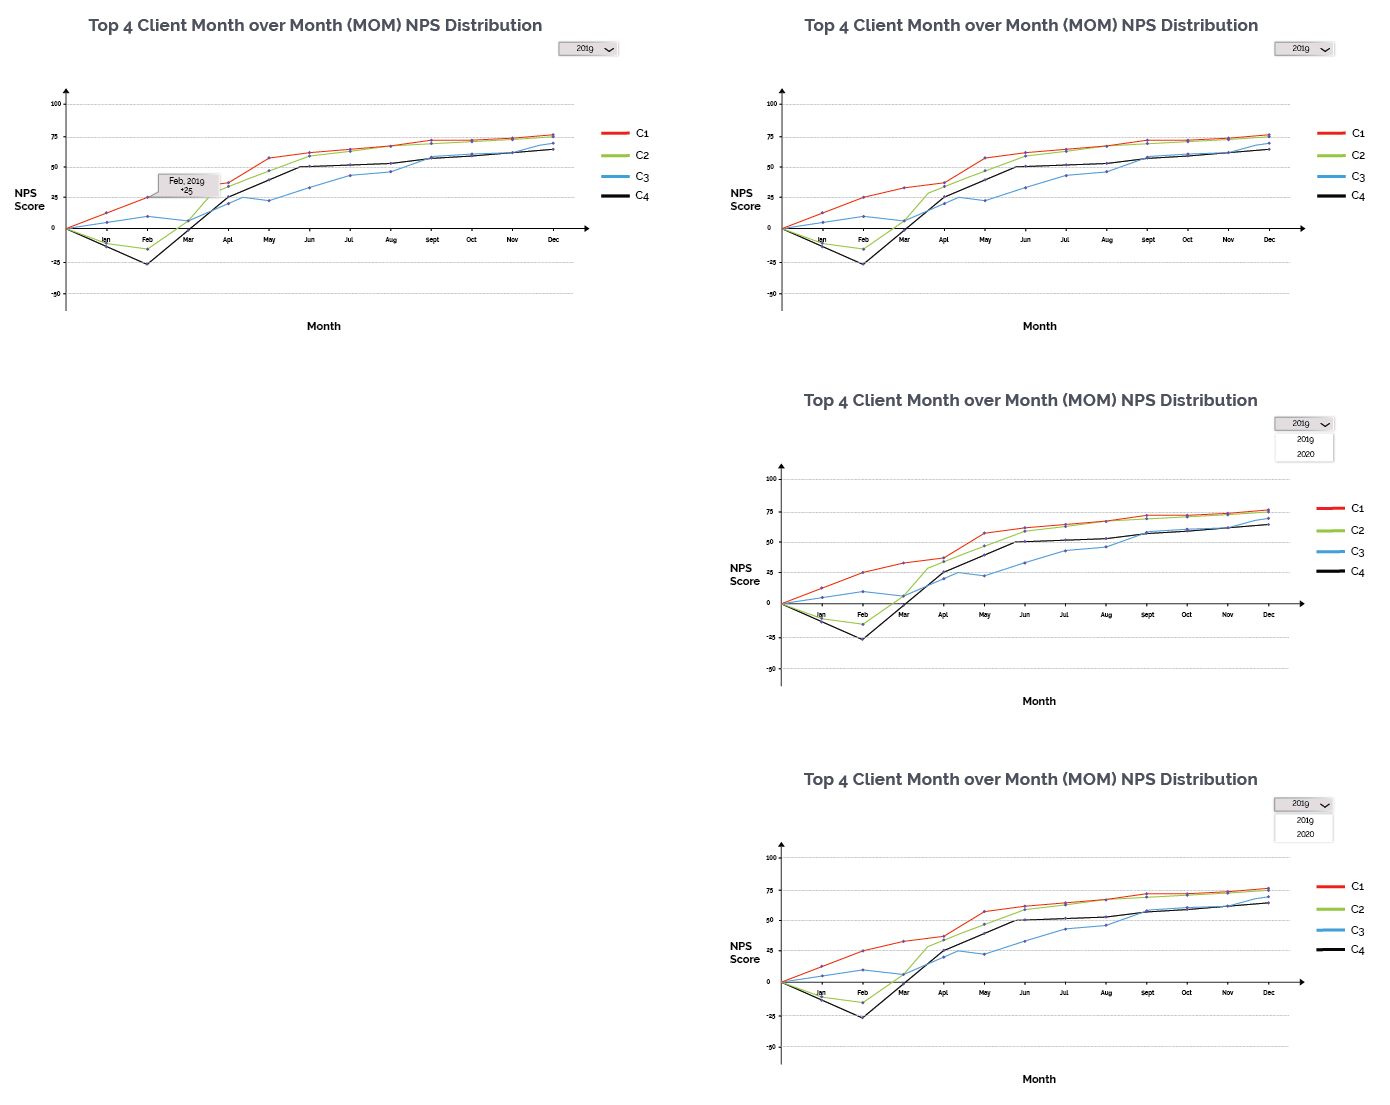 Top 4 Client Month over Month (MOM) NPS Distribution
2019
100
75
50
25
0
-25
-50
NPS
Score
Feb, 2019
+25
Jan Feb Mar Apl May Jun Jul Aug Sept Oct Nov Dec
Month
C1
C2
C3
C4
Top 4 Client Month over Month (MOM) NPS Distribution
2019
100
75
50
25
0
-25
-50
NPS
Score
Jan Feb Mar Apl May Jun Jul Aug Sept Oct Nov Dec
Month
C1
C2
C3
C4
Top 4 Client Month over Month (MOM) NPS Distribution
2019
2019
2020
100
75
50
25
0
-25
-50
NPS
Score
Jan Feb Mar Apl May Jun Jul Aug Sept Oct Nov Dec
Month
C1
C2
C3
C4
Top 4 Client Month over Month (MOM) NPS Distribution
2019
2019
2020
100
75
50
25
0
-25
-50
NPS
Score
Jan Feb Mar Apl May Jun Jul Aug Sept Oct Nov Dec
Month
C1
C2
C3
C4